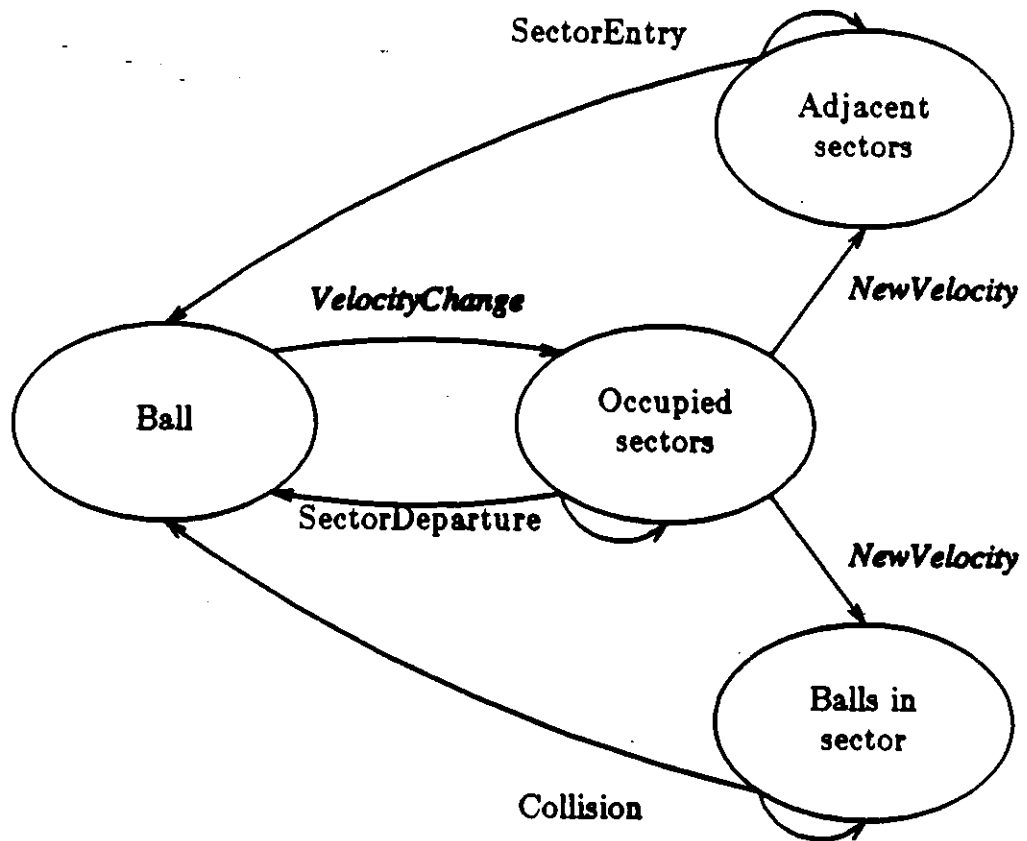 SectorEntry
Adjacent
sectors
VelocityChange
NewVelocity
Ball
Occupied
sectors
SectorDeparture
NewVelocity
Balls in
sector
Collision